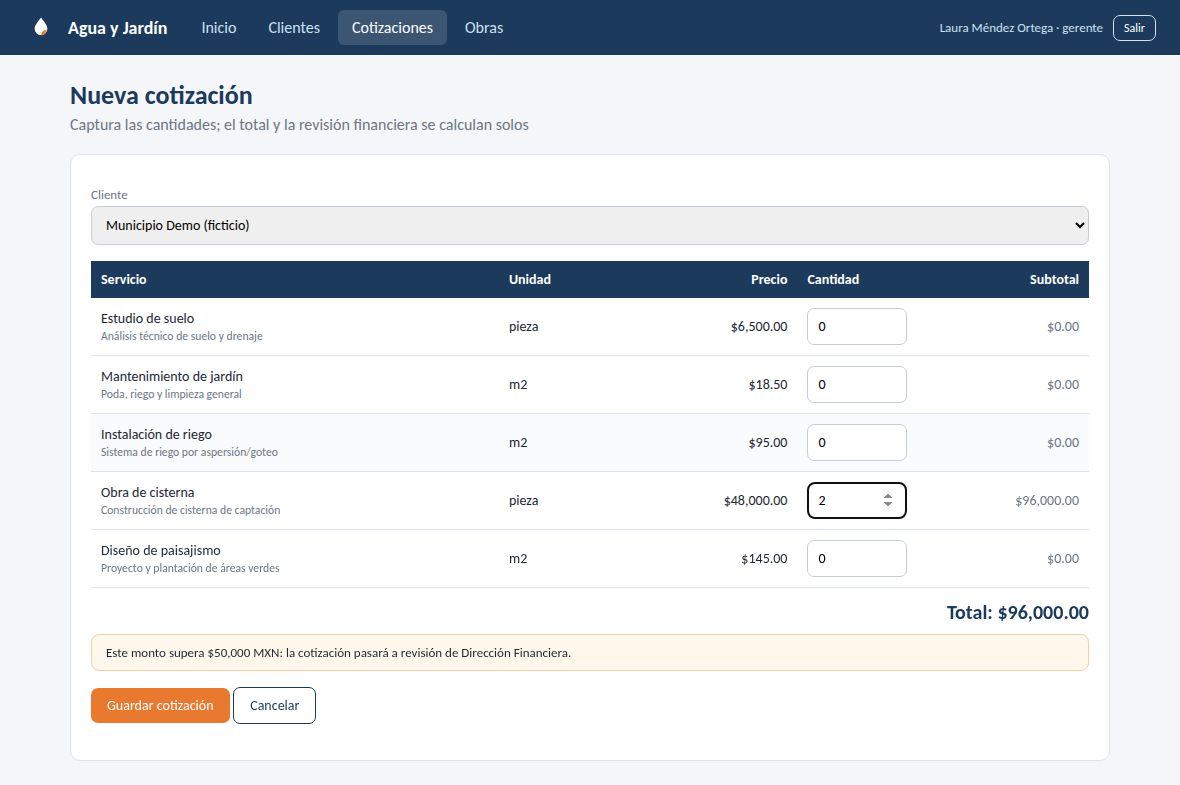 Agua y Jardín Inicio Clientes Cotizaciones Obras Laura Méndez Ortega · gerente Salir
Nueva cotización
Captura las cantidades; el total y la revisión financiera se calculan solos
Cliente
Municipio Demo (ficticio)
Servicio Unidad Precio Cantidad Subtotal
Estudio de suelo
Análisis técnico de suelo y drenaje
pieza $6,500.00 0 $0.00
Mantenimiento de jardín
Poda, riego y limpieza general
m2 $18.50 0 $0.00
Instalación de riego
Sistema de riego por aspersión/goteo
m2 $95.00 0 $0.00
Obra de cisterna
Construcción de cisterna de captación
pieza $48,000.00 2 $96,000.00
Diseño de paisajismo
Proyecto y plantación de áreas verdes
m2 $145.00 0 $0.00
Total: $96,000.00
Este monto supera $50,000 MXN: la cotización pasará a revisión de Dirección Financiera.
Guardar cotización Cancelar